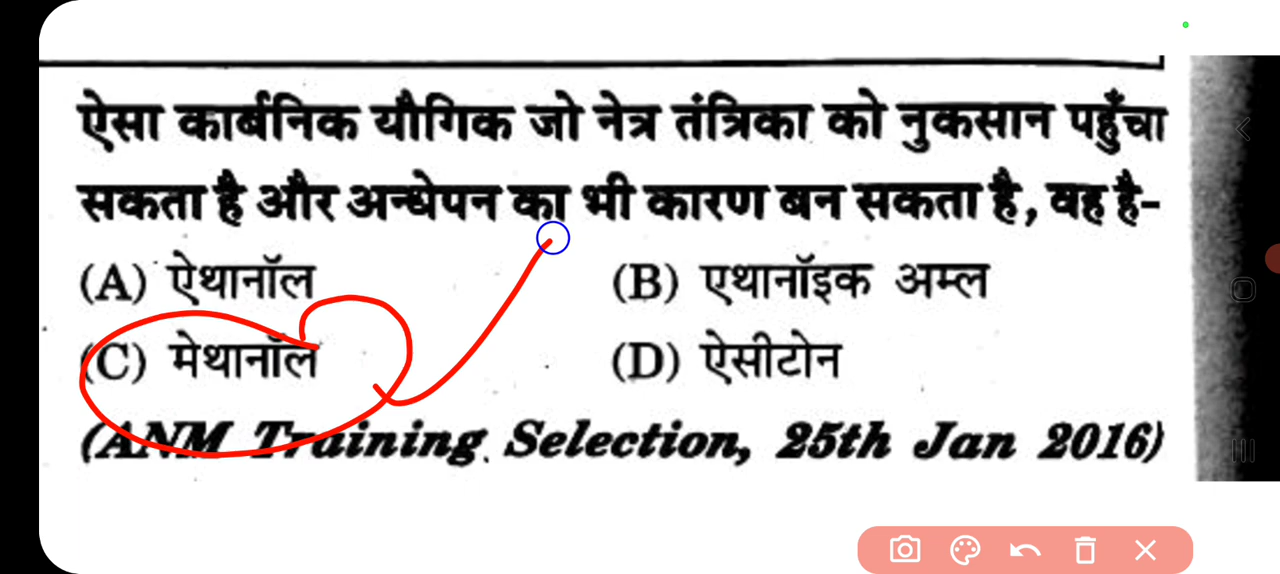 ऐसा कार्बनिक यौगिक जो नेत्र तंत्रिका को नुकसान पहुँचा
सकता है और अन्धेपन का भी कारण बन सकता है, वह है-
(A) ऐथानॉल (B) एथानॉइक अम्ल
(C) मेथानॉल (D) ऐसीटोन
(ANM Training Selection, 25th Jan 2016)